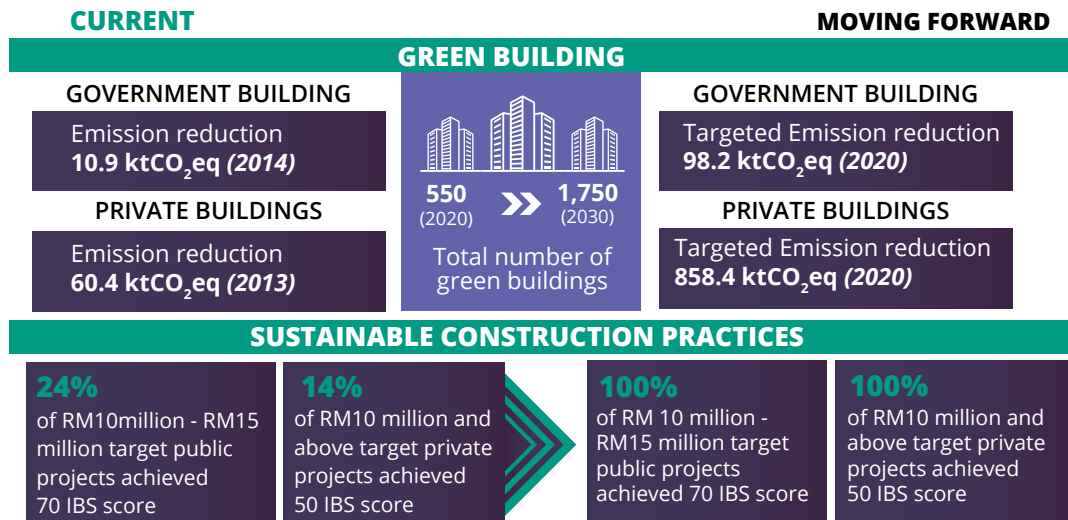 CURRENT
MOVING FORWARD
GREEN BUILDING
GOVERNMENT BUILDING
Emission reduction
10.9 ktCO₂eq (2014)
PRIVATE BUILDINGS
Emission reduction
60.4 ktCO₂eq (2013)
550
(2020)
1,750
(2030)
Total number of
green buildings
GOVERNMENT BUILDING
Targeted Emission reduction
98.2 ktCO₂eq (2020)
PRIVATE BUILDINGS
Targeted Emission reduction
858.4 ktCO₂eq (2020)
SUSTAINABLE CONSTRUCTION PRACTICES
24%
of RM10million - RM15
million target public
projects achieved
70 IBS score
14%
of RM10 million and
above target private
projects achieved
50 IBS score
100%
of RM 10 million -
RM15 million target
public projects
achieved 70 IBS score
100%
of RM10 million and
above target private
projects achieved
50 IBS score